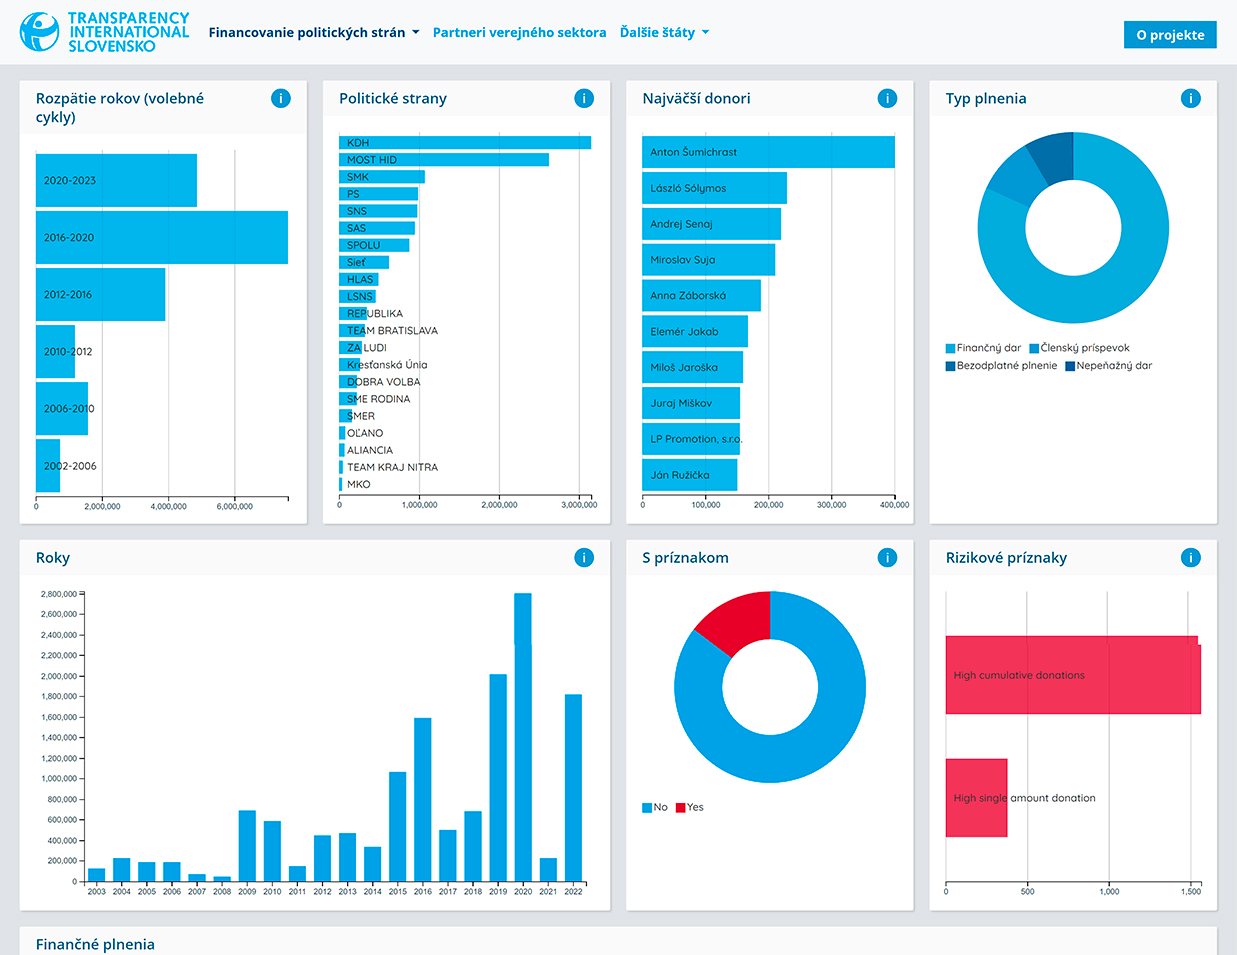 TRANSPARENCY
INTERNATIONAL
SLOVENSKO
Financovanie politických strán
Partneri verejného sektora
Ďalšie štáty
O projekte
Rozpätie rokov (volebné
cykly)
i
2020-2023
2016-2020
2012-2016
2010-2012
2006-2010
2002-2006
0 2,000,000 4,000,000 6,000,000
Politické strany
i
KDH
MOST HID
SMK
PS
SNS
SAS
SPOLU
Sieť
HLAS
LSNS
REPUBLIKA
TEAM BRATISLAVA
ZA LUDI
Kresťanská Únia
DOBRA VOLBA
SME RODINA
SMER
OĽANO
ALIANCIA
TEAM KRAJ NITRA
MKO
0 1,000,000 2,000,000 3,000,000
Najväčší donori
i
Anton Šumichrast
László Sólymos
Andrej Senaj
Miroslav Suja
Anna Záborská
Elemér Jakab
Miloš Jaroška
Juraj Miškov
LP Promotion, s.r.o.
Ján Ružička
0 100,000 200,000 300,000 400,000
Typ plnenia
i
Finančný dar Členský príspevok
Bezodplatné plnenie Nepeňažný dar
Roky
i
2,800,000
2,600,000
2,400,000
2,200,000
2,000,000
1,800,000
1,600,000
1,400,000
1,200,000
1,000,000
800,000
600,000
400,000
200,000
0
2003 2004 2005 2006 2007 2008 2009 2010 2011 2012 2013 2014 2015 2016 2017 2018 2019 2020 2021 2022
S príznakom
i
No Yes
Rizikové príznaky
i
High cumulative donations
High single amount donation
0 500 1,000 1,500
Finančné plnenia